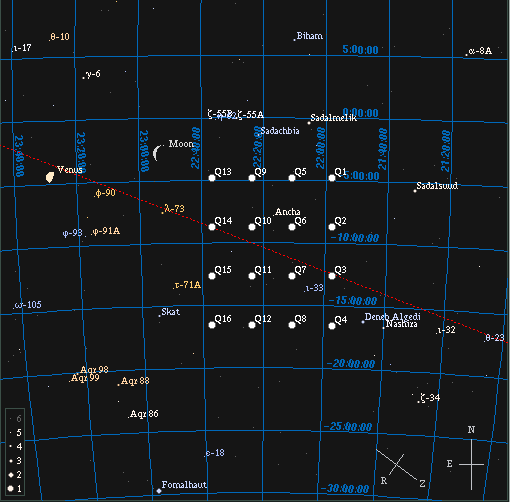 Biham
θ-10
ι-17
5:00:00
α-8A
γ-6
0:00:00
ζ-55A
Sadalmelik
Sadachbia
23:40:00
23:20:00
23:00:00
22:20:00
22:00:00
21:40:00
21:20:00
Moon
Venus
Q13 Q9 Q5 Q1
-5:00:00
Sadalsuud
φ-90
λ-73
Ancha
Q14 Q10 Q6 Q2
φ-93 φ-91A
-10:00:00
Q15 Q11 Q7 Q3
τ-71A
ι-33
-15:00:00
ω-105
Skat
Q16 Q12 Q8 Q4
Deneb Algedi
Nashira
ι-32
θ-23
-20:00:00
Aqr 98
Aqr 99
Aqr 88
ζ-34
Aqr 86
6
5
4
3
2
1
-25:00:00
N
E
R
Z
ε-18
Fomalhaut
-30:00:00